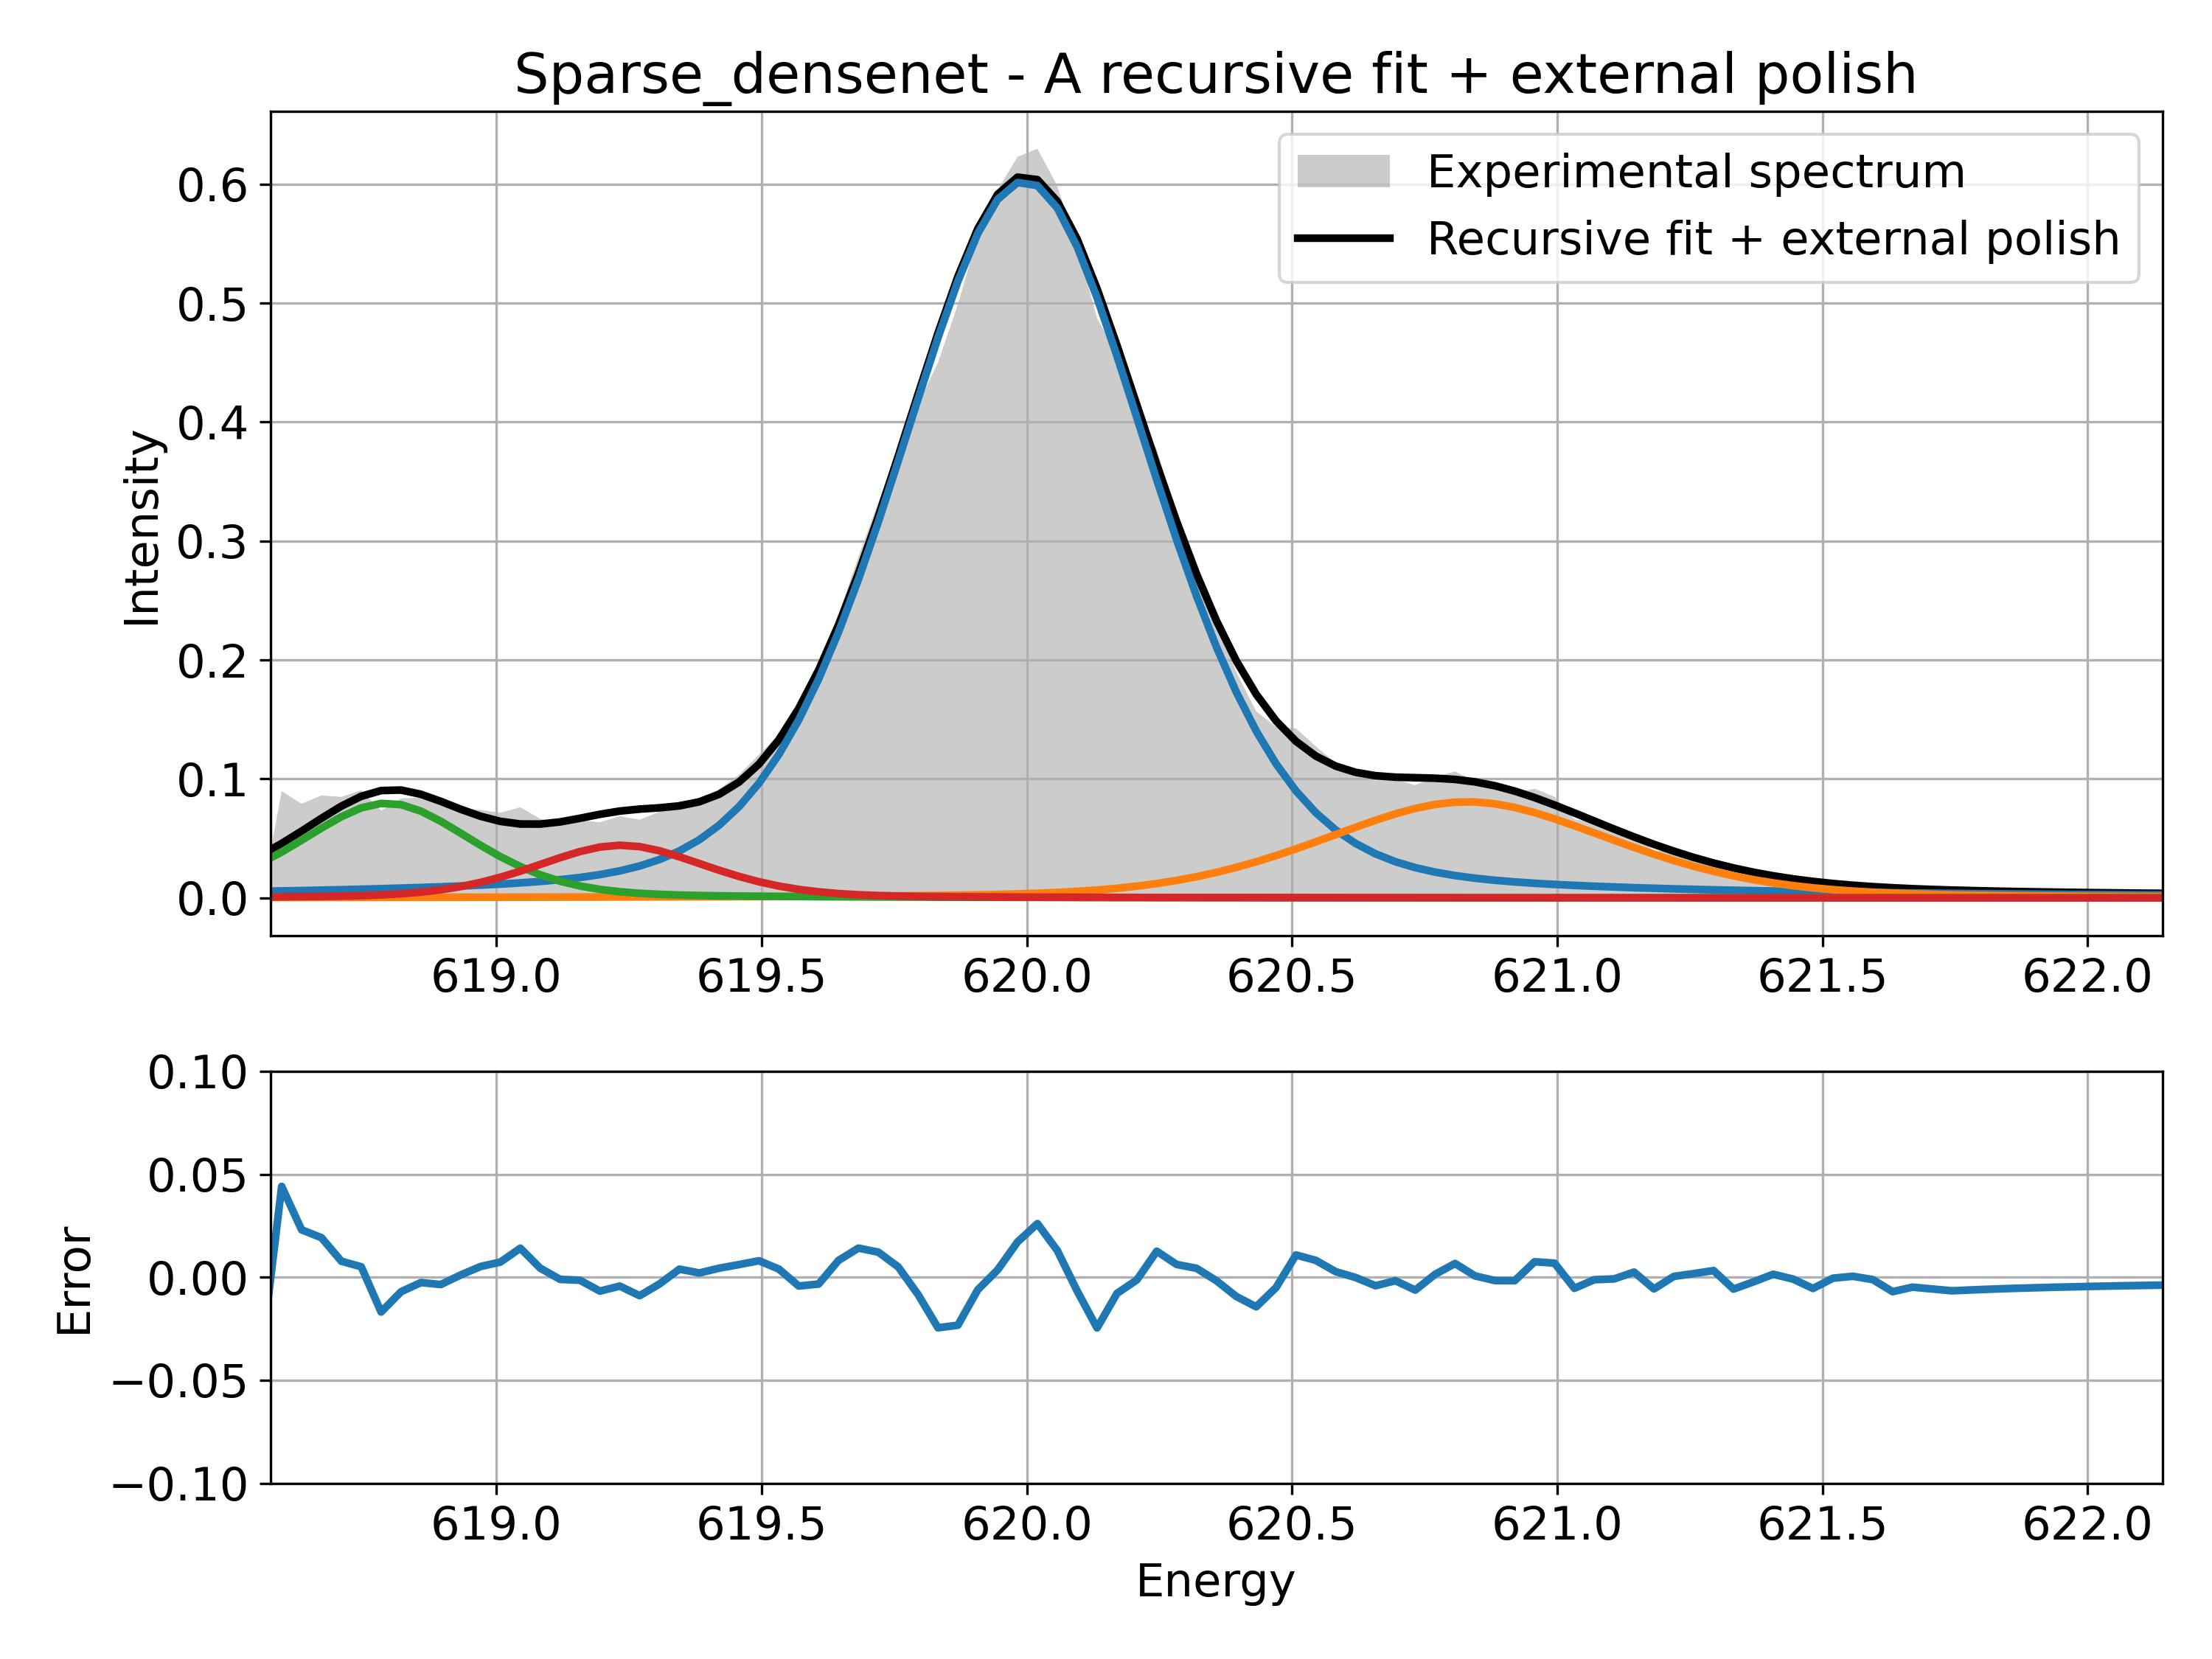 Sparse_densenet - A recursive fit + external polish
Experimental spectrum
Recursive fit + external polish
Intensity
0.6
0.5
0.4
0.3
0.2
0.1
0.0
619.0 619.5 620.0 620.5 621.0 621.5 622.0
Error
0.10
0.05
0.00
−0.05
−0.10
619.0 619.5 620.0 620.5 621.0 621.5 622.0
Energy